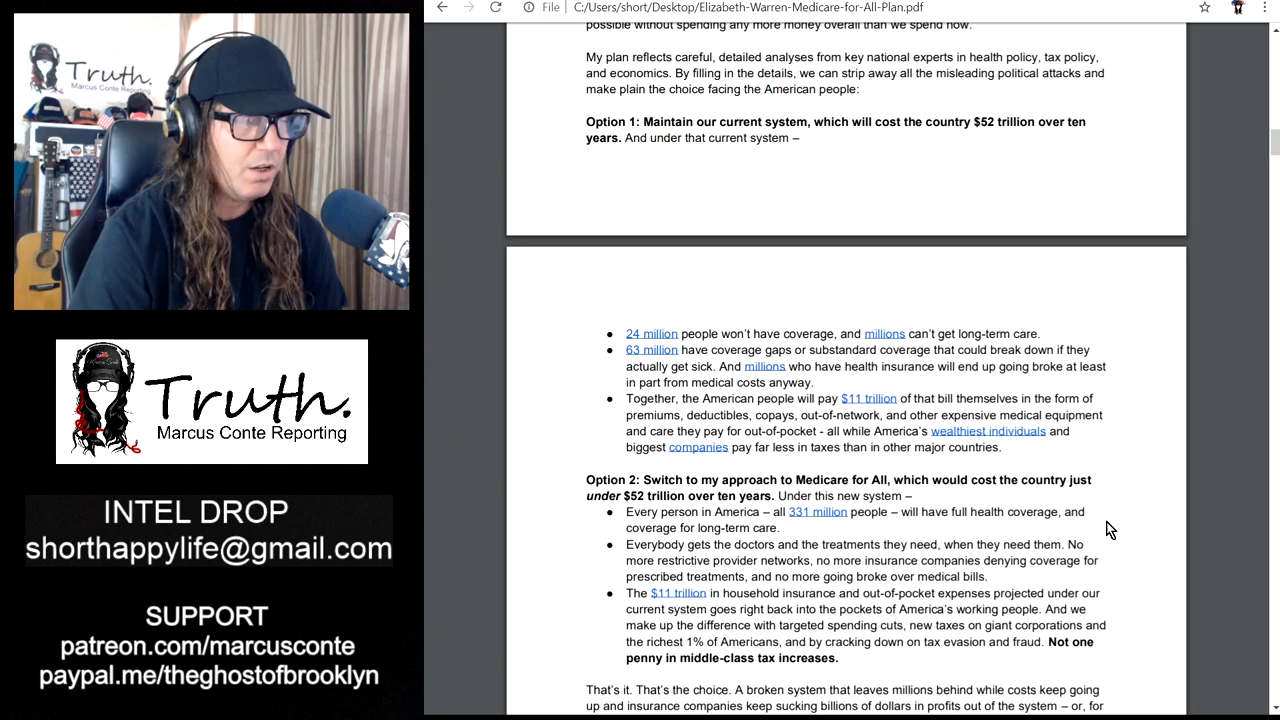 File
C:/Users/short/Desktop/Elizabeth-Warren-Medicare-for-All-Plan.pdf
possible without spending any more money overall than we spend now.
My plan reflects careful, detailed analyses from key national experts in health policy, tax policy,
and economics. By filling in the details, we can strip away all the misleading political attacks and
make plain the choice facing the American people:
Option 1: Maintain our current system, which will cost the country $52 trillion over ten
years. And under that current system –
● 24 million people won’t have coverage, and millions can’t get long-term care.
● 63 million have coverage gaps or substandard coverage that could break down if they
actually get sick. And millions who have health insurance will end up going broke at least
in part from medical costs anyway.
● Together, the American people will pay $11 trillion of that bill themselves in the form of
premiums, deductibles, copays, out-of-network, and other expensive medical equipment
and care they pay for out-of-pocket - all while America’s wealthiest individuals and
biggest companies pay far less in taxes than in other major countries.
Option 2: Switch to my approach to Medicare for All, which would cost the country just
under $52 trillion over ten years. Under this new system –
● Every person in America – all 331 million people – will have full health coverage, and
coverage for long-term care.
● Everybody gets the doctors and the treatments they need, when they need them. No
more restrictive provider networks, no more insurance companies denying coverage for
prescribed treatments, and no more going broke over medical bills.
● The $11 trillion in household insurance and out-of-pocket expenses projected under our
current system goes right back into the pockets of America’s working people. And we
make up the difference with targeted spending cuts, new taxes on giant corporations and
the richest 1% of Americans, and by cracking down on tax evasion and fraud. Not one
penny in middle-class tax increases.
That’s it. That’s the choice. A broken system that leaves millions behind while costs keep going
up and insurance companies keep sucking billions of dollars in profits out of the system – or, for
Truth.
Marcus Conte Reporting
Truth.
Marcus Conte Reporting
INTEL DROP
shorthappylife@gmail.com
SUPPORT
patreon.com/marcusconte
paypal.me/theghostofbrooklyn